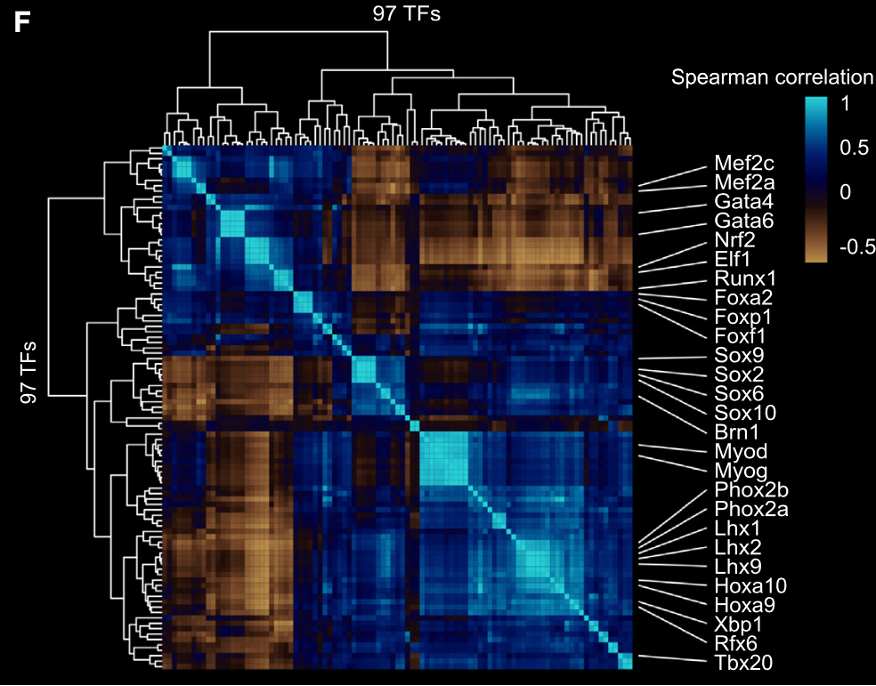 F
97 TFs
Spearman correlation
1
0.5
0
-0.5
97 TFs
Mef2c
Mef2a
Gata4
Gata6
Nrf2
Elf1
Runx1
Foxa2
Foxp1
Foxf1
Sox9
Sox2
Sox6
Sox10
Brn1
Myod
Myog
Phox2b
Phox2a
Lhx1
Lhx2
Lhx9
Hoxa10
Hoxa9
Xbp1
Rfx6
Tbx20